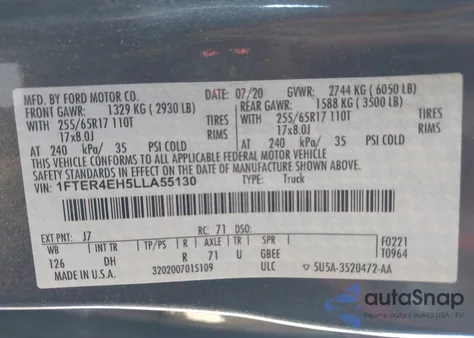 MFD. BY FORD MOTOR CO.
DATE: 07/20 GVWR: 2744 KG (6050 LB)
FRONT GAWR: 1329 KG (2930 LB) REAR GAWR: 1588 KG (3500 LB)
WITH 255/65R17 110T TIRES WITH 255/65R17 110T TIRES
17x8.0J RIMS 17x8.0J RIMS
AT 240 kPa/ 35 PSI COLD AT 240 kPa/ 35 PSI COLD
THIS VEHICLE CONFORMS TO ALL APPLICABLE FEDERAL MOTOR VEHICLE
SAFETY STANDARDS IN EFFECT ON THE DATE OF MANUFACTURE SHOWN ABOVE.
VIN: 1FTER4EH5LLA55130 TYPE: Truck
EXT PNT: J7 RC: 71 DSO:
WB INT TR TP/PS R AXLE TR SPR F0221
126 DH R 71 U GBEE T0964
MADE IN U.S.A. 3202007015109 ULC 5U5A-3520472-AA
autaSnap